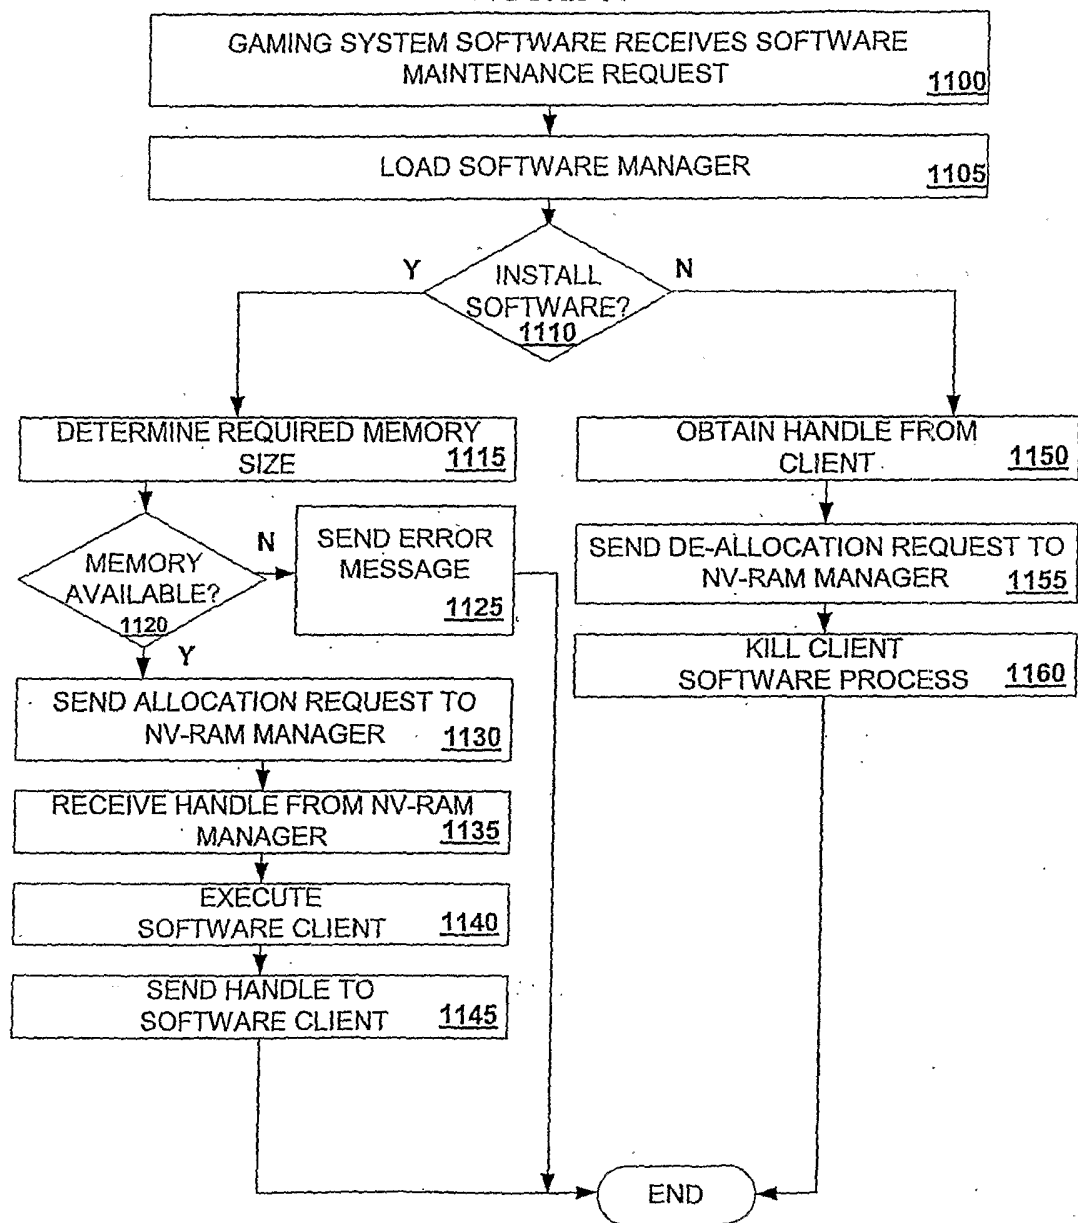 GAMING SYSTEM SOFTWARE RECEIVES SOFTWARE
MAINTENANCE REQUEST
1100
LOAD SOFTWARE MANAGER
1105
Y
N
INSTALL
SOFTWARE?
1110
DETERMINE REQUIRED MEMORY
SIZE
1115
MEMORY
AVAILABLE?
1120
N
Y
SEND ERROR
MESSAGE
1125
SEND ALLOCATION REQUEST TO
NV-RAM MANAGER
1130
RECEIVE HANDLE FROM NV-RAM
MANAGER
1135
EXECUTE
SOFTWARE CLIENT
1140
SEND HANDLE TO
SOFTWARE CLIENT
1145
OBTAIN HANDLE FROM
CLIENT
1150
SEND DE-ALLOCATION REQUEST TO
NV-RAM MANAGER
1155
KILL CLIENT
SOFTWARE PROCESS
1160
END